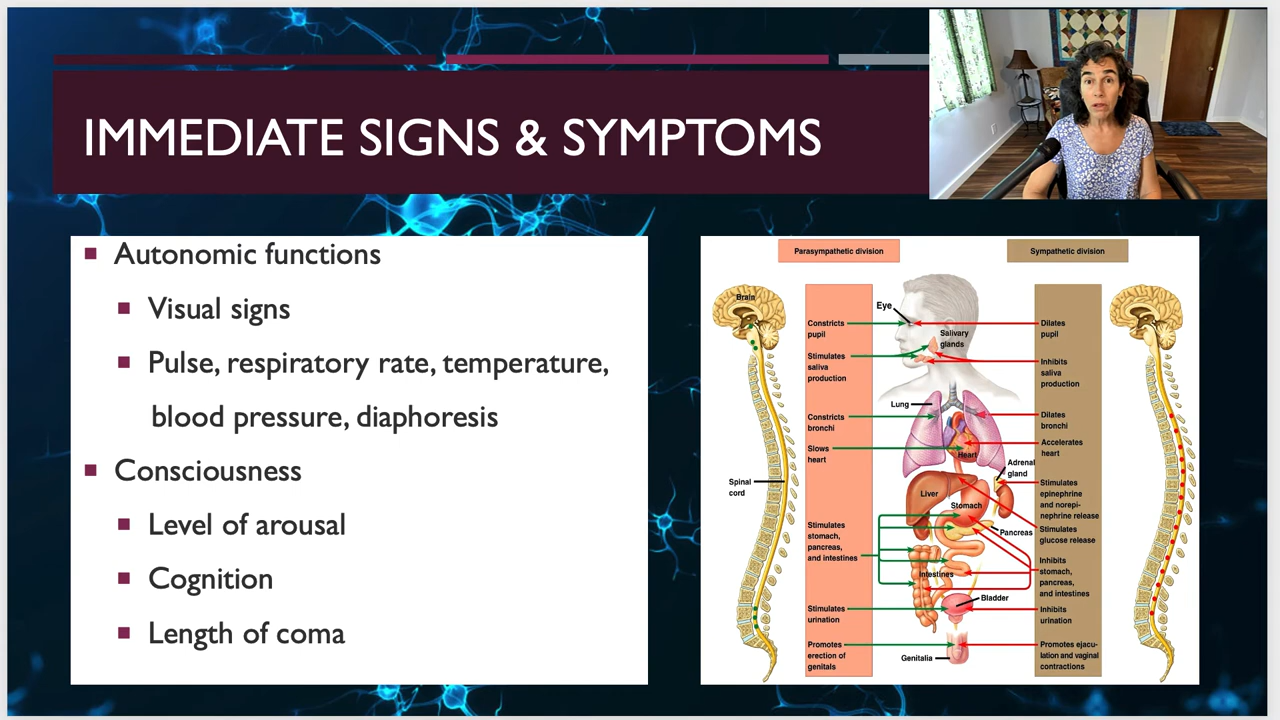 IMMEDIATE SIGNS & SYMPTOMS
Autonomic functions
Visual signs
Pulse, respiratory rate, temperature,
blood pressure, diaphoresis
Consciousness
Level of arousal
Cognition
Length of coma
Parasympathetic division
Sympathetic division
Brain
Spinal
cord
Constricts
pupil
Stimulates
saliva
production
Constricts
bronchi
Slows
heart
Stimulates
stomach,
pancreas,
and intestines
Stimulates
urination
Promotes
erection of
genitals
Eye
Salivary
glands
Lung
Heart
Adrenal
gland
Liver
Stomach
Pancreas
Intestines
Bladder
Genitalia
Dilates
pupil
Inhibits
saliva
production
Dilates
bronchi
Accelerates
heart
Stimulates
epinephrine
and norepi-
nephrine release
Stimulates
glucose release
Inhibits
stomach,
pancreas,
and intestines
Inhibits
urination
Promotes ejacu-
lation and vaginal
contractions